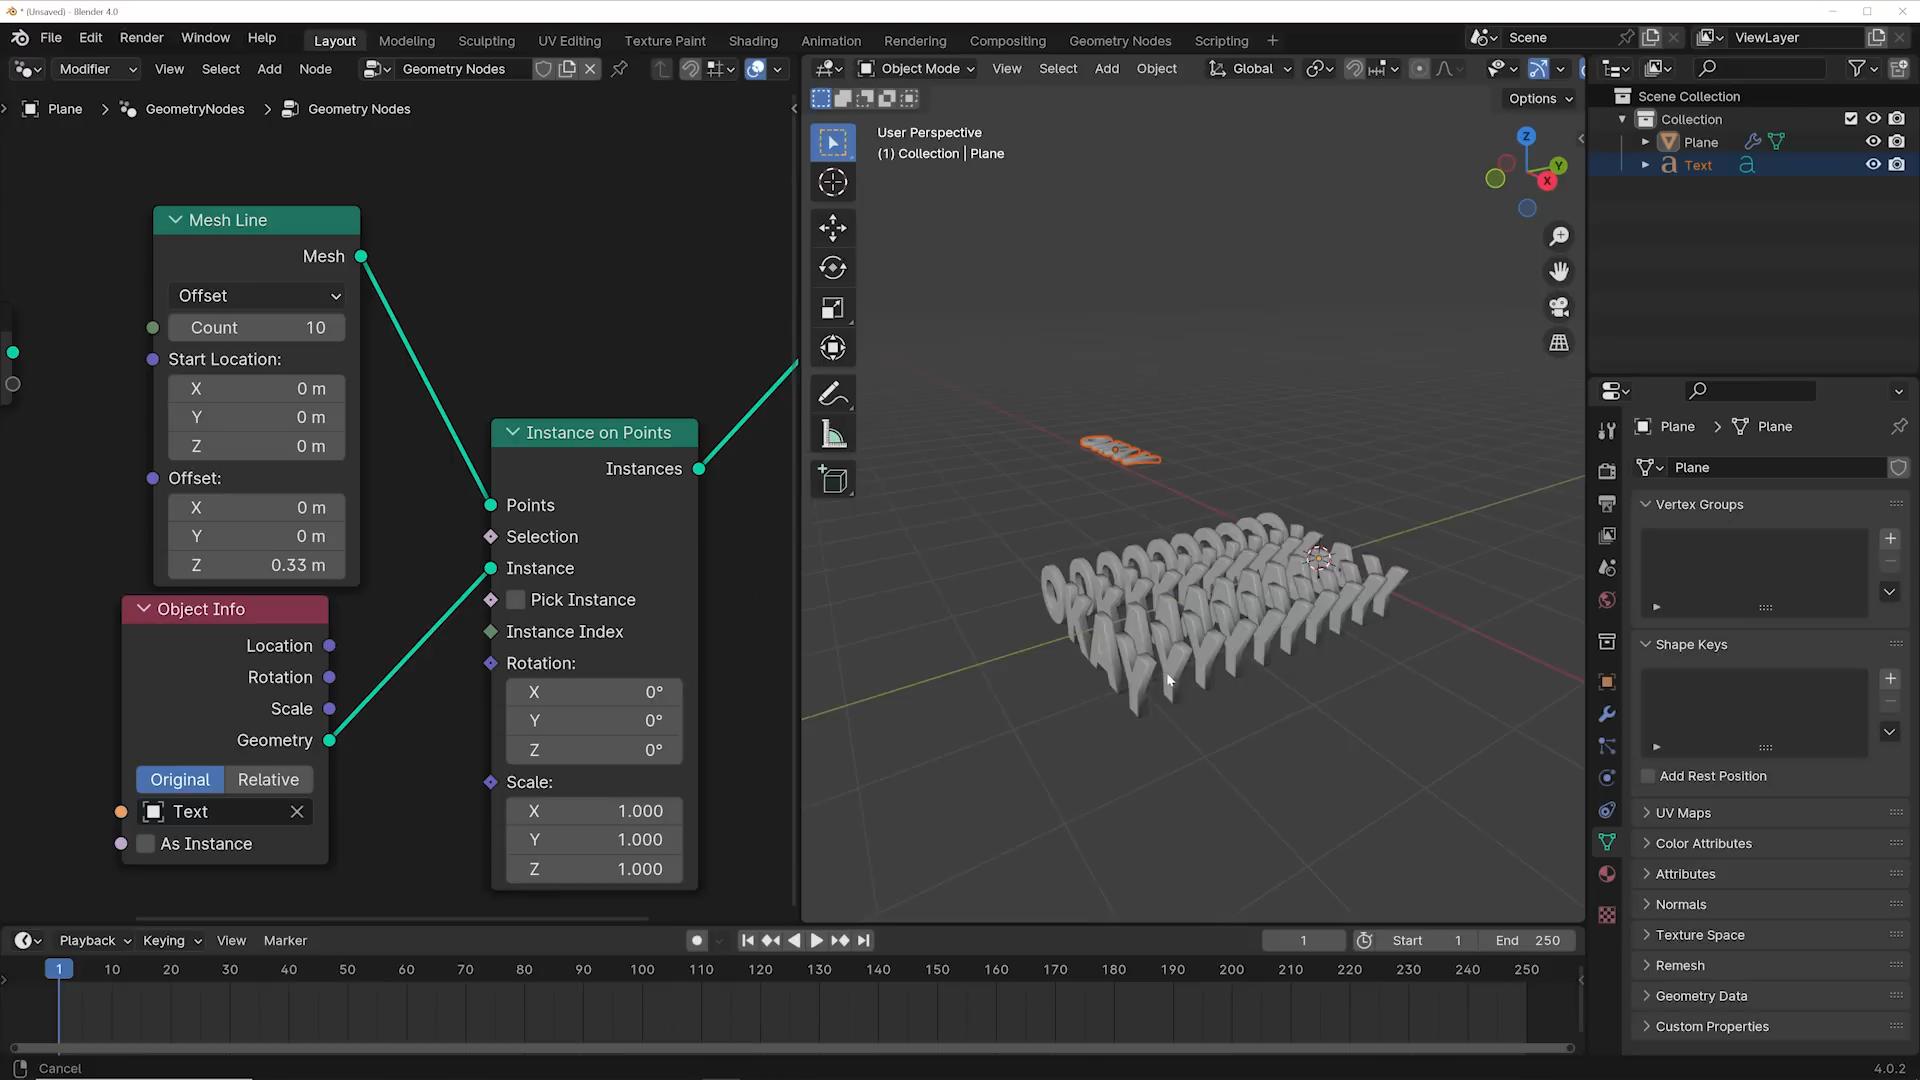 * (Unsaved) - Blender 4.0
File Edit Render Window Help
Layout Modeling Sculpting UV Editing Texture Paint Shading Animation Rendering Compositing Geometry Nodes Scripting +
Scene
ViewLayer
Modifier View Select Add Node Geometry Nodes
Object Mode View Select Add Object Global
Options
Plane > GeometryNodes > Geometry Nodes
User Perspective
(1) Collection | Plane
Z
Y
X
Mesh Line
Mesh
Offset
Count 10
Start Location:
X 0 m
Y 0 m
Z 0 m
Offset:
X 0 m
Y 0 m
Z 0.33 m
Object Info
Location
Rotation
Scale
Geometry
Original Relative
Text
As Instance
Instance on Points
Instances
Points
Selection
Instance
Pick Instance
Instance Index
Rotation:
X 0°
Y 0°
Z 0°
Scale:
X 1.000
Y 1.000
Z 1.000
OKAY
Scene Collection
Collection
Plane
Text
Plane > Plane
Plane
Vertex Groups
Shape Keys
Add Rest Position
UV Maps
Color Attributes
Attributes
Normals
Texture Space
Remesh
Geometry Data
Custom Properties
Playback Keying View Marker
1 Start 1 End 250
1 10 20 30 40 50 60 70 80 90 100 110 120 130 140 150 160 170 180 190 200 210 220 230 240 250
Cancel
4.0.2